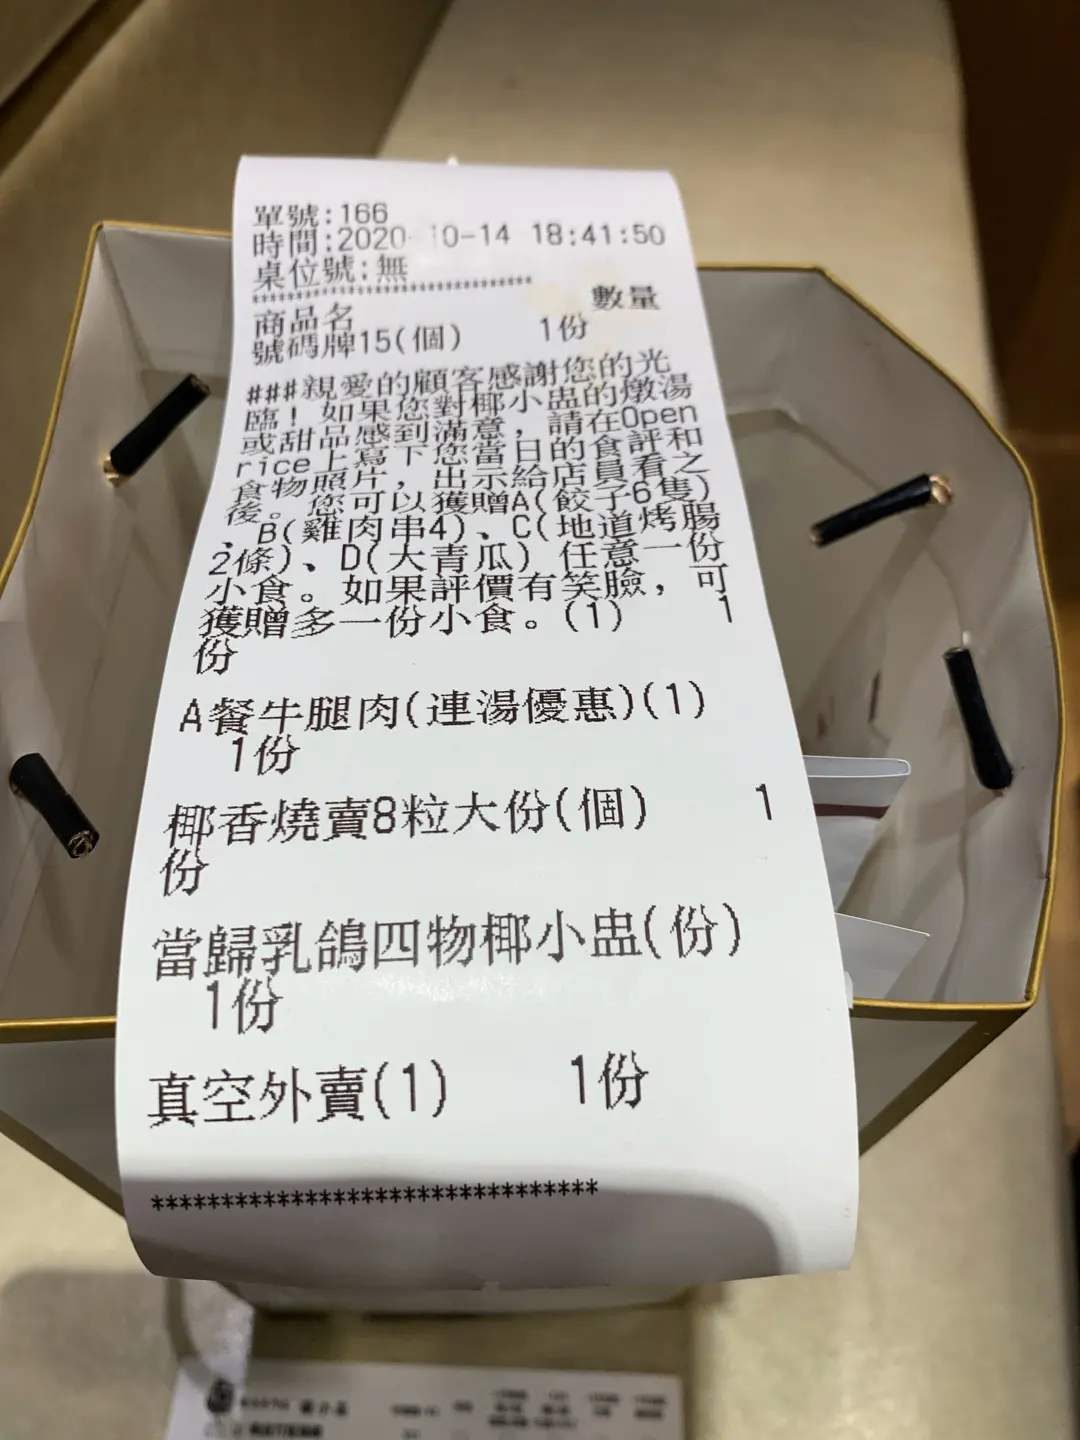 單號:166
時間:2020-10-14 18:41:50
桌位號:無
********************************
商品名 數量
號碼牌15(個) 1份
###親愛的顧客感謝您的光
臨！如果您對椰小盅的燉湯
或甜品感到滿意，請在Open
rice上寫下您當日的食評和
食物照片，出示給店員看之
後。您可以獲贈A(餃子6隻)
、B(雞肉串4)、C(地道烤腸
2條)、D(大青瓜) 任意一份
小食。如果評價有笑臉，可
獲贈多一份小食。(1) 1
份
A餐牛腿肉(連湯優惠)(1)
1份
椰香燒賣8粒大份(個) 1
份
當歸乳鴿四物椰小盅(份)
1份
真空外賣(1) 1份
********************************